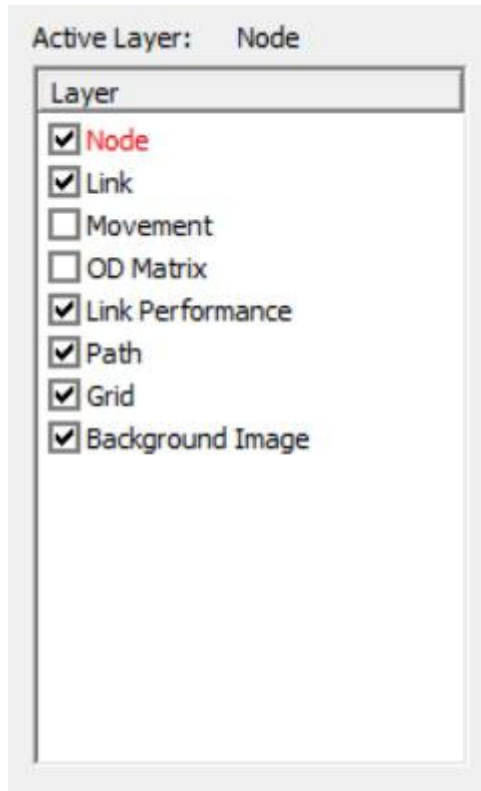 Active Layer: Node
Layer
Node
Link
Movement
OD Matrix
Link Performance
Path
Grid
Background Image